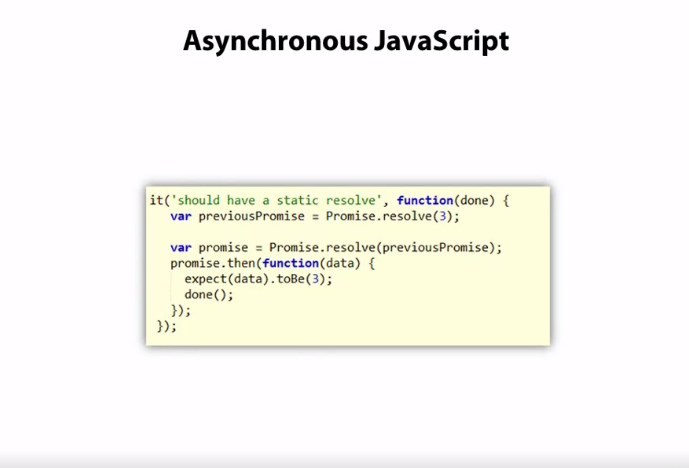 Asynchronous JavaScript
it('should have a static resolve', function(done) {
var previousPromise = Promise.resolve(3);
var promise = Promise.resolve(previousPromise);
promise.then(function(data) {
expect(data).toBe(3);
done();
});
});